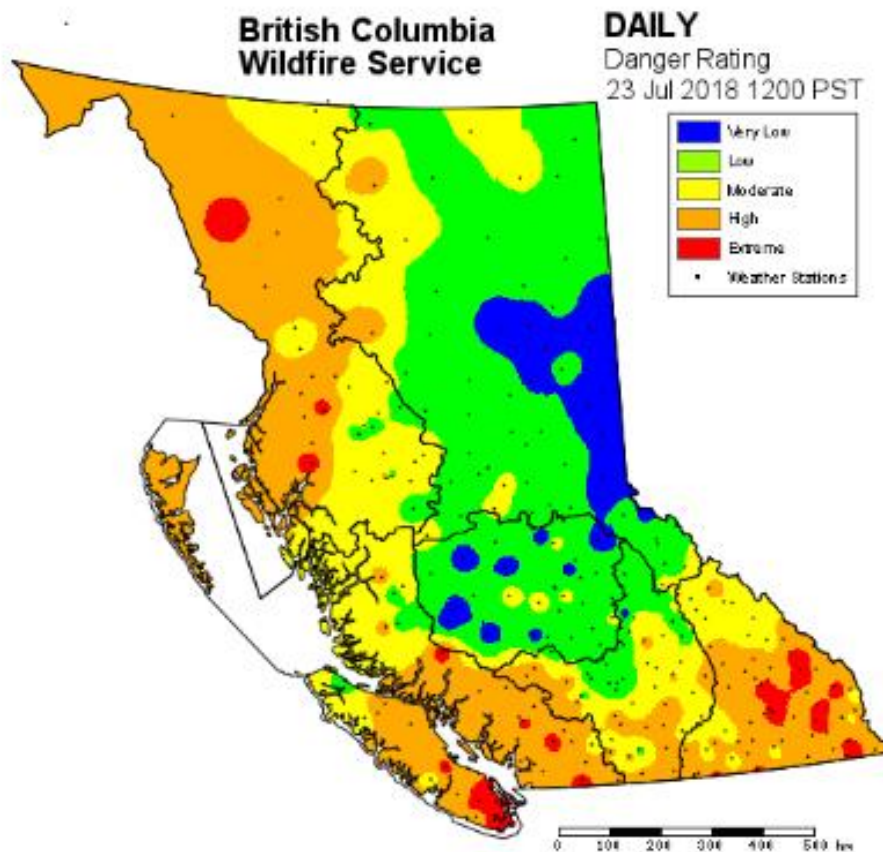 British Columbia
Wildfire Service
DAILY
Danger Rating
23 Jul 2018 1200 PST
Very Low
Low
Moderate
High
Extreme
Weather Stations
0 100 200 300 400 500 km